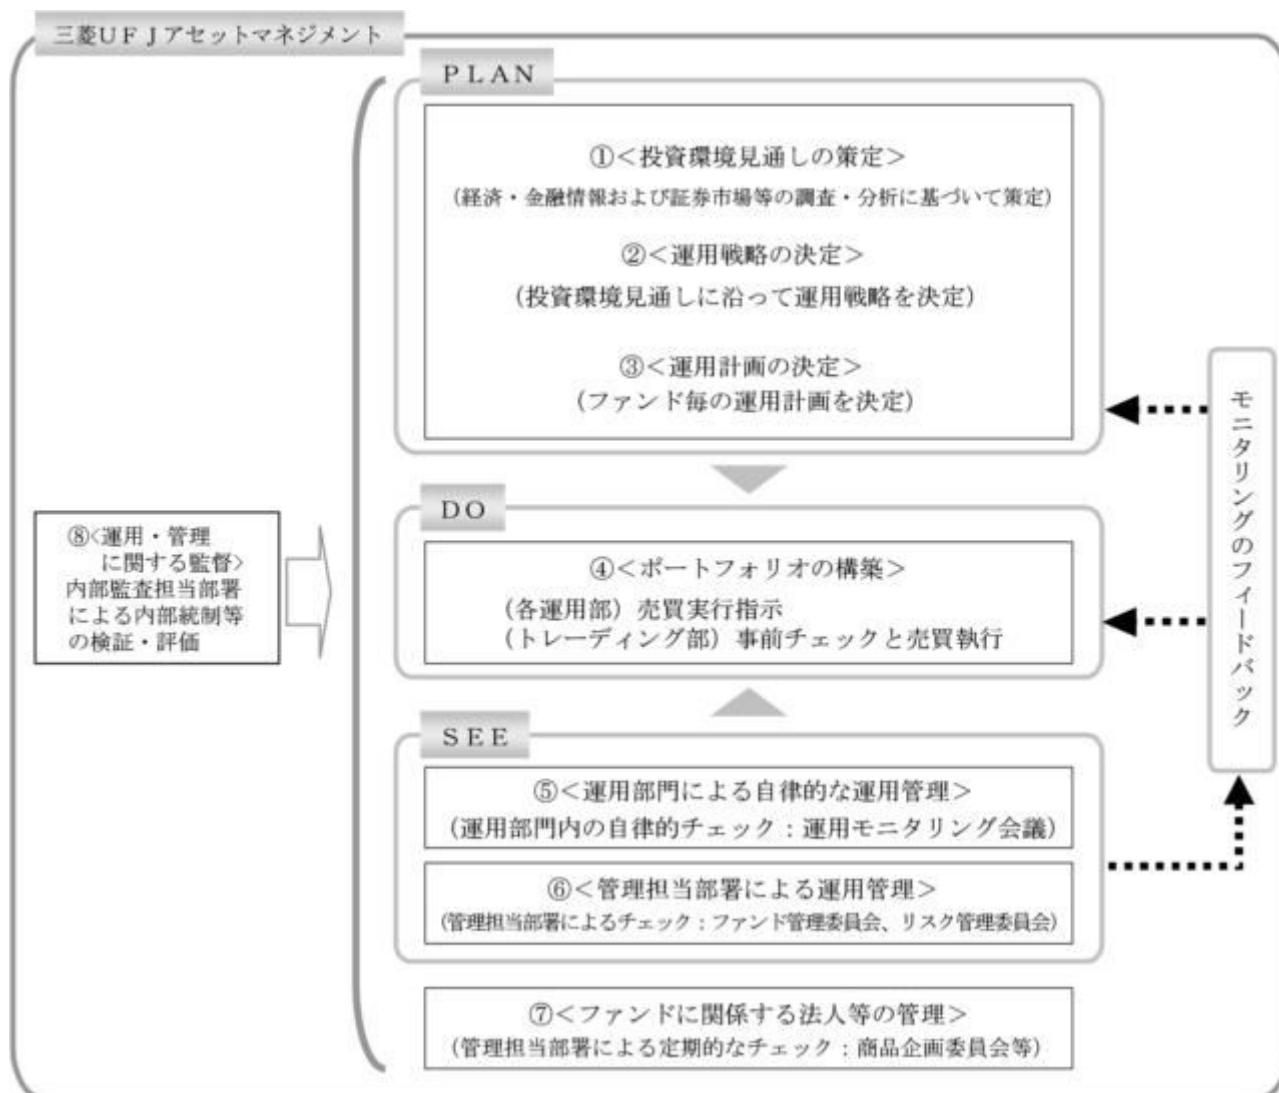 三菱ＵＦＪアセットマネジメント
ＰＬＡＮ
①＜投資環境見通しの策定＞
（経済・金融情報および証券市場等の調査・分析に基づいて策定）
②＜運用戦略の決定＞
（投資環境見通しに沿って運用戦略を決定）
③＜運用計画の決定＞
（ファンド毎の運用計画を決定）
ＤＯ
④＜ポートフォリオの構築＞
（各運用部）売買実行指示
（トレーディング部）事前チェックと売買執行
ＳＥＥ
⑤＜運用部門による自律的な運用管理＞
（運用部門内の自律的チェック：運用モニタリング会議）
⑥＜管理担当部署による運用管理＞
（管理担当部署によるチェック：ファンド管理委員会、リスク管理委員会）
⑦＜ファンドに関係する法人等の管理＞
（管理担当部署による定期的なチェック：商品企画委員会等）
⑧<運用・管理
に関する監督>
内部監査担当部署
による内部統制等
の検証・評価
モニタリングのフィードバック